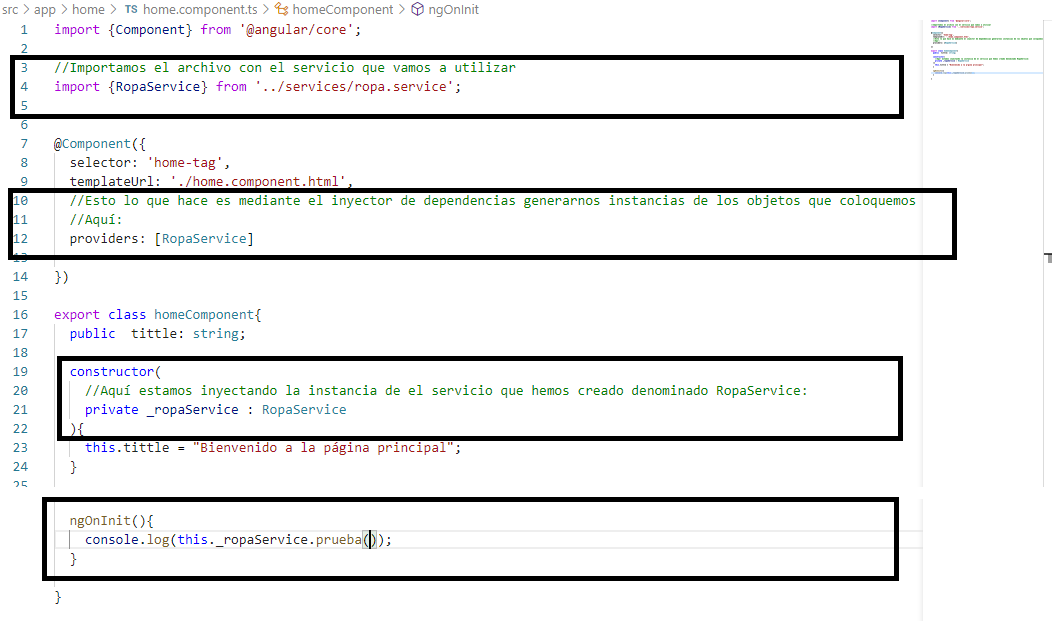 src > app > home > TS home.component.ts > homeComponent > ngOnInit
1 import {Component} from '@angular/core';
2
3 //Importamos el archivo con el servicio que vamos a utilizar
4 import {RopaService} from '../services/ropa.service';
5
6
7 @Component({
8 selector: 'home-tag',
9 templateUrl: './home.component.html',
10 //Esto lo que hace es mediante el inyector de dependencias generarnos instancias de los objetos que coloquemos
11 //Aquí:
12 providers: [RopaService]
13
14 })
15
16 export class homeComponent{
17 public tittle: string;
18
19 constructor(
20 //Aquí estamos inyectando la instancia de el servicio que hemos creado denominado RopaService:
21 private _ropaService : RopaService
22 ){
23 this.tittle = "Bienvenido a la página principal";
24 }
25
ngOnInit(){
console.log(this._ropaService.prueba());
}
}